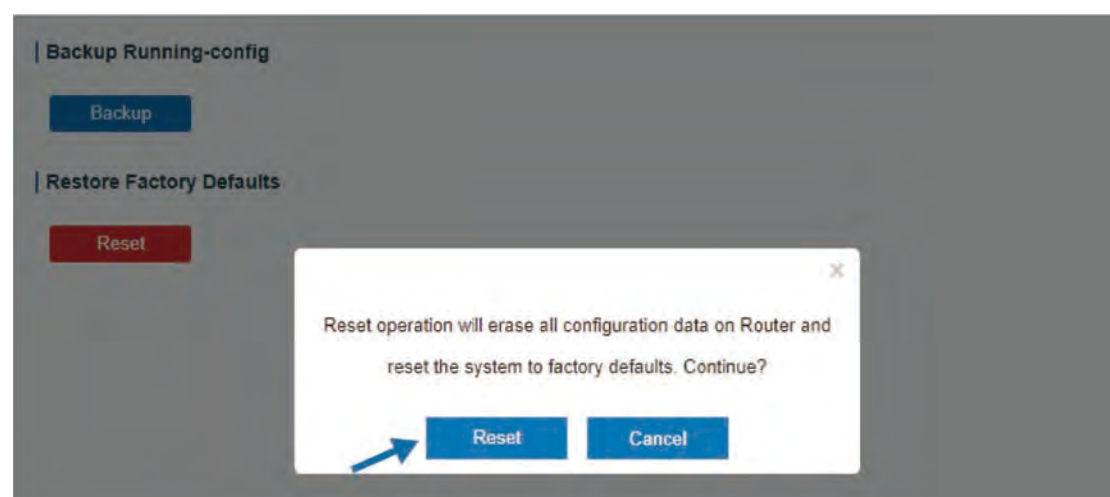 Backup Running-config
Backup
Restore Factory Defaults
Reset
Reset operation will erase all configuration data on Router and
reset the system to factory defaults. Continue?
Reset Cancel